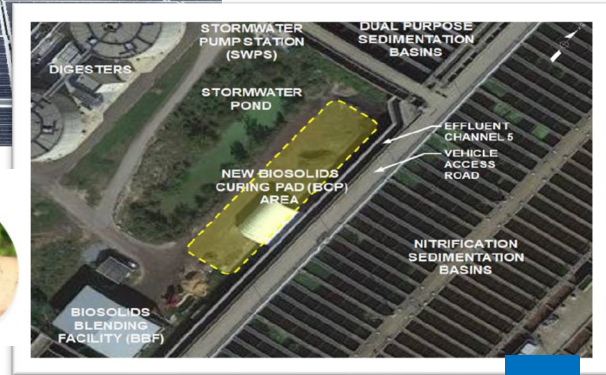 STORMWATER
PUMP STATION
(SWPS)
DUAL PURPOSE
SEDIMENTATION
BASINS
DIGESTERS
STORMWATER
POND
EFFLUENT
CHANNEL 5
VEHICLE
ACCESS
ROAD
NEW BIOSOLIDS
CURING PAD (BCP)
AREA
NITRIFICATION
SEDIMENTATION
BASINS
BIOSOLIDS
BLENDING
FACILITY (BBF)